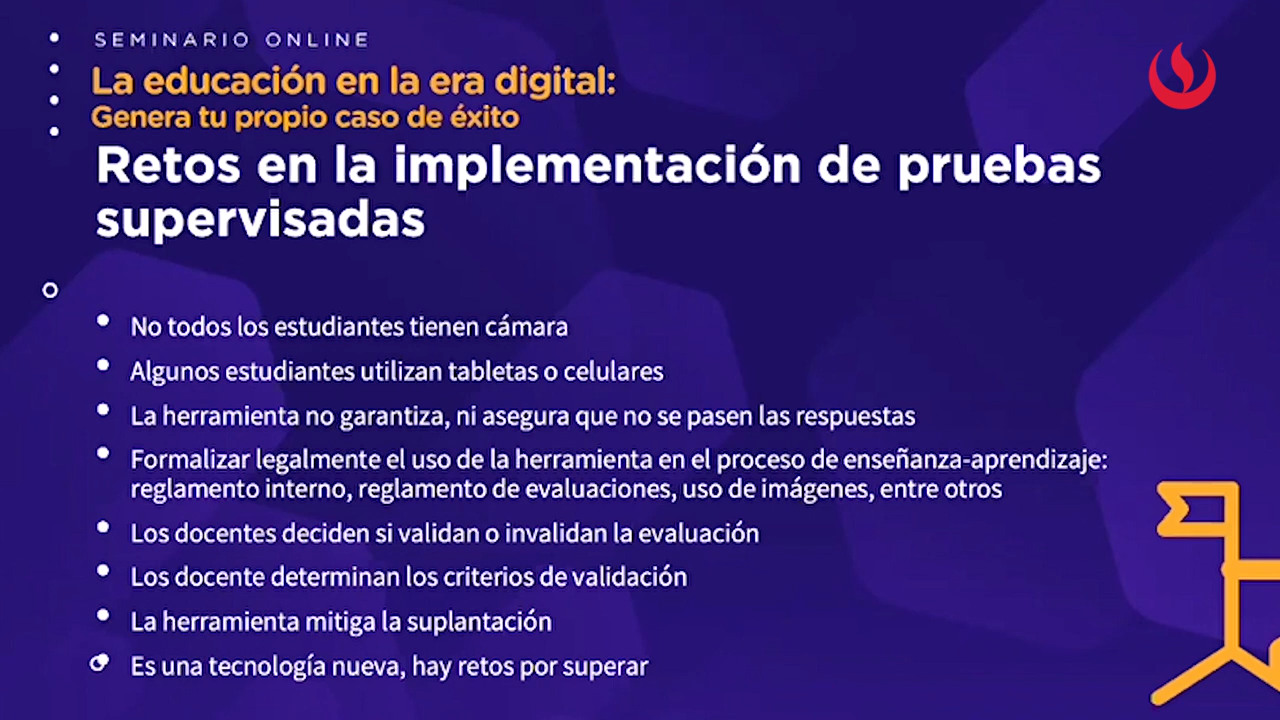 SEMINARIO ONLINE
La educación en la era digital:
Genera tu propio caso de éxito
Retos en la implementación de pruebas
supervisadas
No todos los estudiantes tienen cámara
Algunos estudiantes utilizan tabletas o celulares
La herramienta no garantiza, ni asegura que no se pasen las respuestas
Formalizar legalmente el uso de la herramienta en el proceso de enseñanza-aprendizaje:
reglamento interno, reglamento de evaluaciones, uso de imágenes, entre otros
Los docentes deciden si validan o invalidan la evaluación
Los docente determinan los criterios de validación
La herramienta mitiga la suplantación
Es una tecnología nueva, hay retos por superar